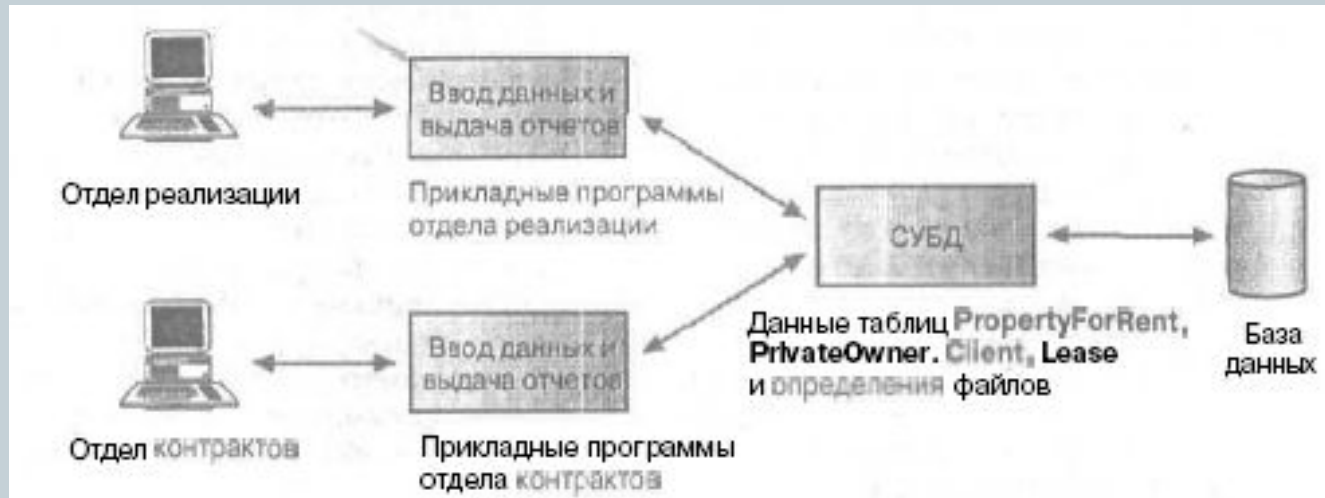 Ввод данных и
выдача отчетов
Отдел реализации
Прикладные программы
отдела реализации
СУБД
Данные таблиц PropertyForRent,
PrivateOwner. Client, Lease
и определения файлов
База
данных
Ввод данных и
выдача отчетов
Отдел контрактов
Прикладные программы
отдела контрактов